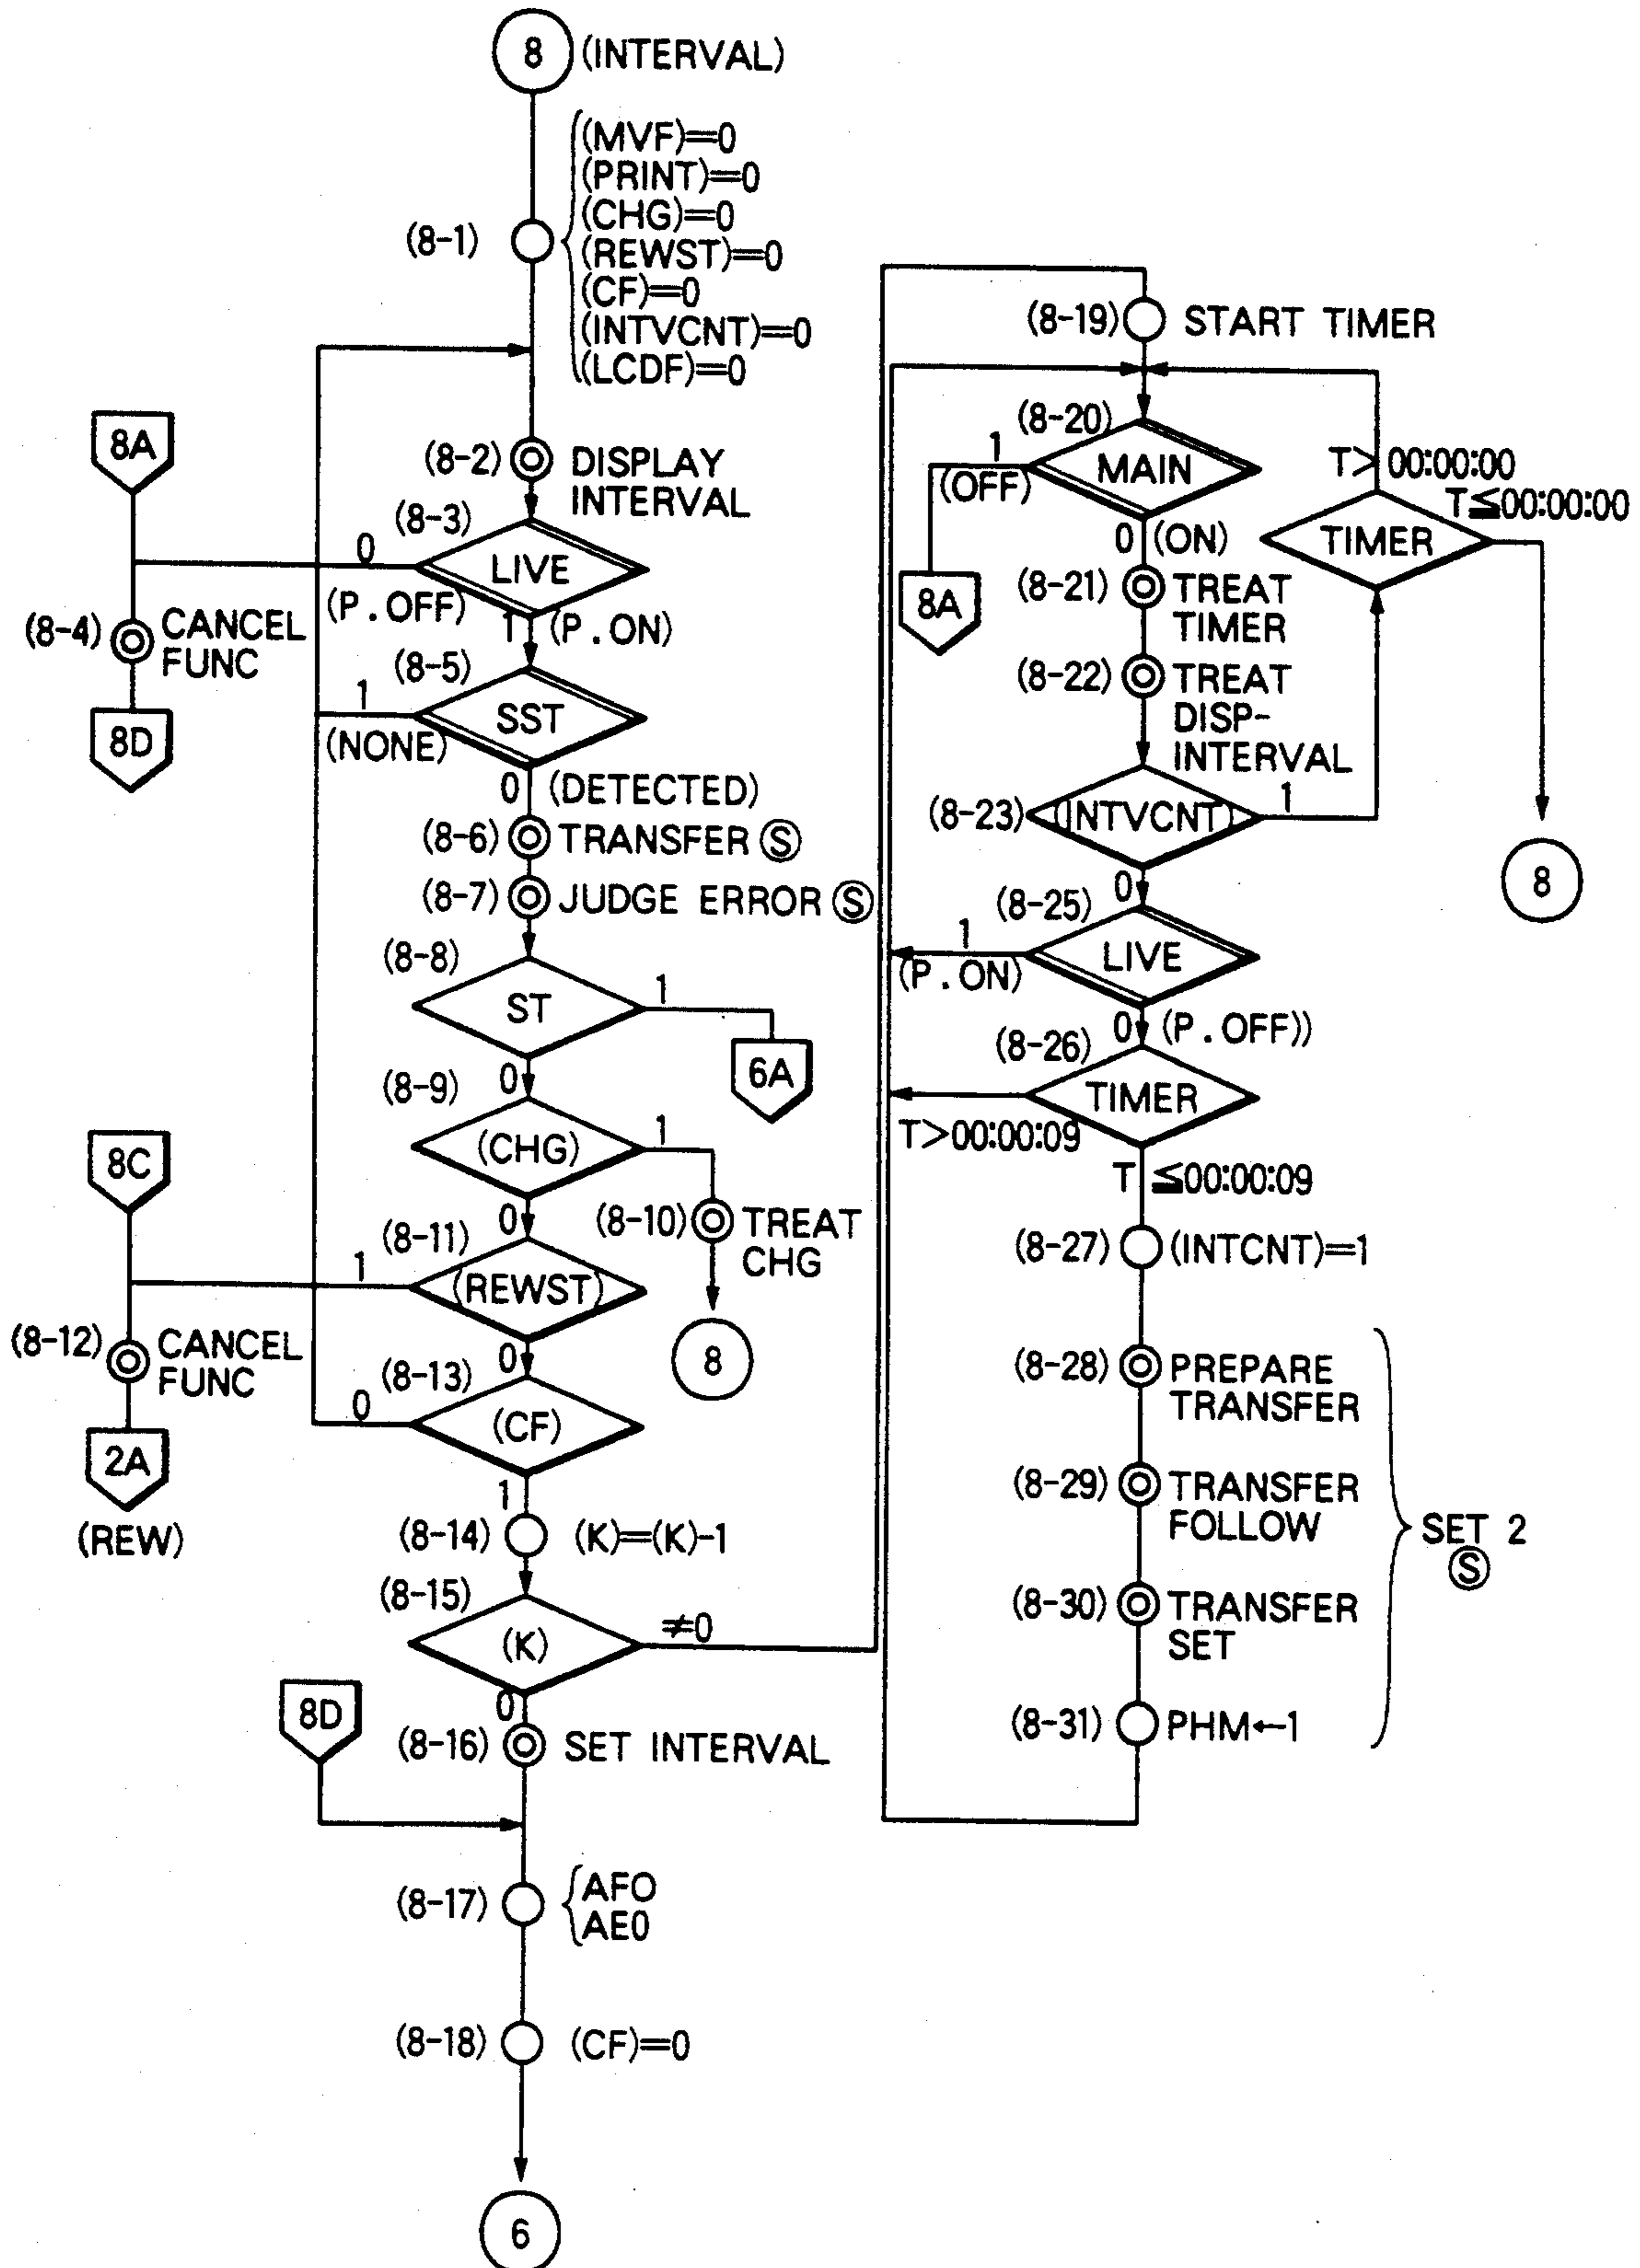 8 (INTERVAL)
(8-1)
(MVF)=0
(PRINT)=0
(CHG)=0
(REWST)=0
(CF)=0
(INTVCNT)=0
(LCDF)=0
8A
(8-2) DISPLAY
INTERVAL
(8-3)
LIVE
0
(P.OFF)
1 (P.ON)
(8-4) CANCEL
FUNC
8D
(8-5)
SST
1
(NONE)
0 (DETECTED)
(8-6) TRANSFER Ⓢ
(8-7) JUDGE ERROR Ⓢ
(8-8)
ST
1
6A
0
(8-9)
(CHG)
1
(8-10) TREAT
CHG
8
0
8C
(8-11)
(REWST)
1
(8-12) CANCEL
FUNC
2A
(REW)
0
(8-13)
(CF)
0
1
(8-14) (K)=(K)-1
(8-15)
(K)
≠0
0
8D
(8-16) SET INTERVAL
(8-17)
AFO
AEO
(8-18) (CF)=0
6
(8-19) START TIMER
(8-20)
MAIN
1
(OFF)
8A
0 (ON)
(8-21) TREAT
TIMER
(8-22) TREAT
DISP-
INTERVAL
(8-23) (INTVCNT)
1
T>00:00:00
T≦00:00:00
TIMER
8
0
(8-25)
LIVE
1
(P.ON)
0 (P.OFF))
(8-26)
TIMER
T>00:00:09
T ≦00:00:09
(8-27) (INTCNT)=1
(8-28) PREPARE
TRANSFER
(8-29) TRANSFER
FOLLOW
(8-30) TRANSFER
SET
(8-31) PHM←1
SET 2
Ⓢ